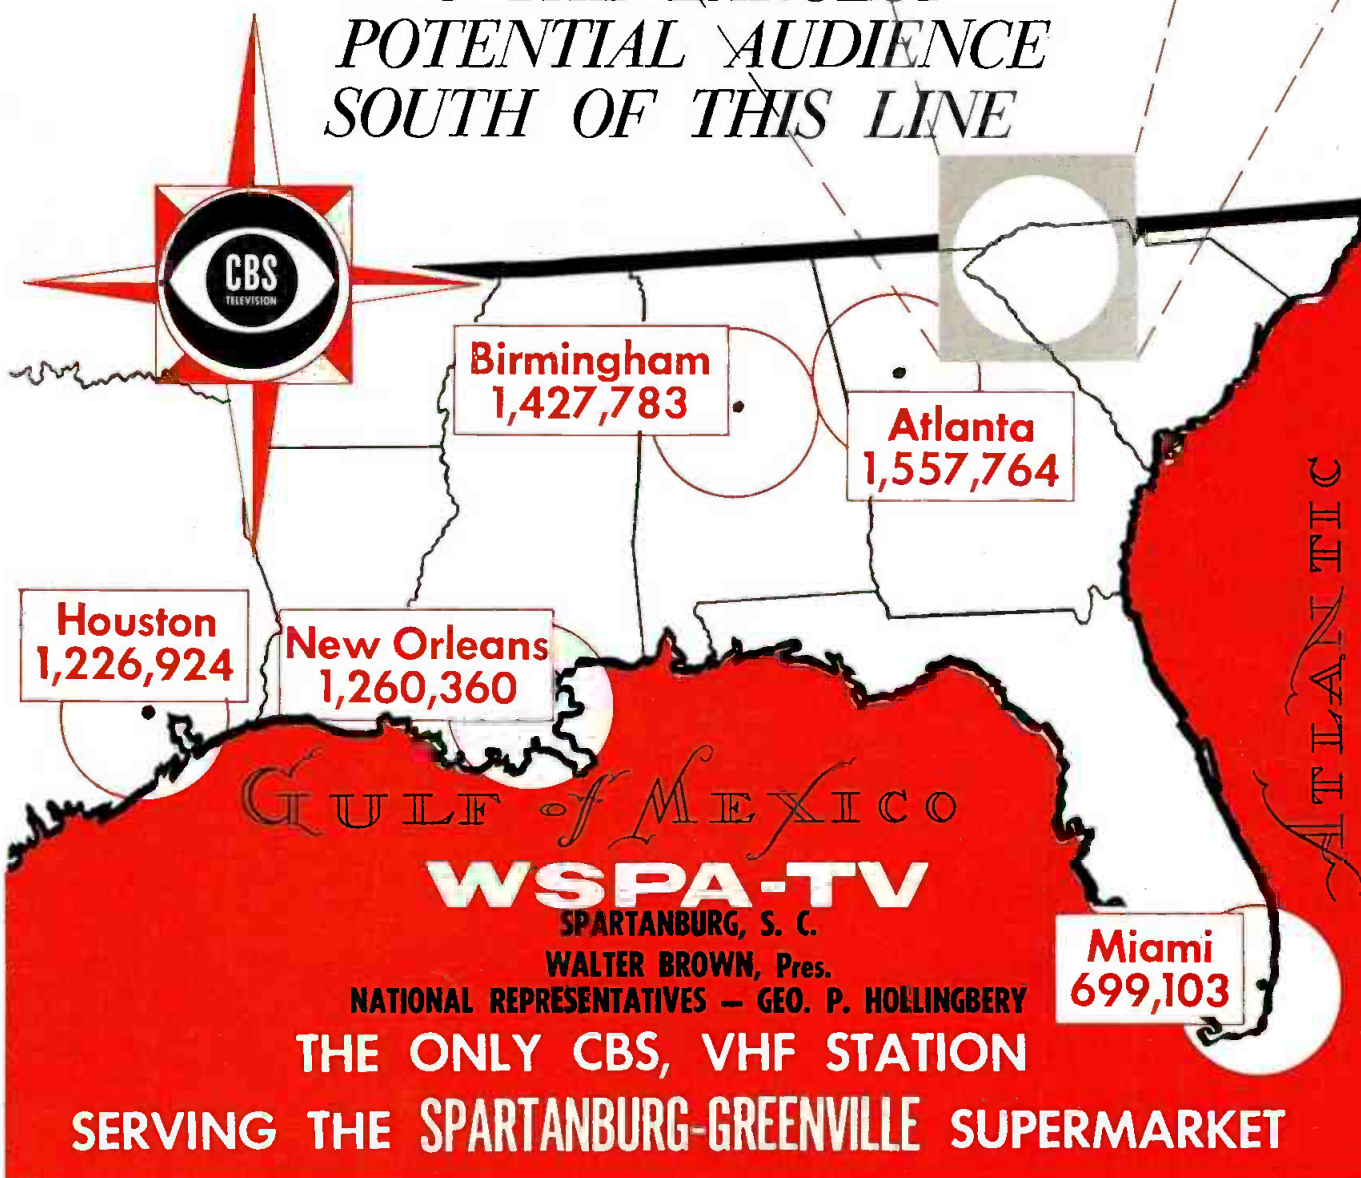 POTENTIAL AUDIENCE
SOUTH OF THIS LINE
CBS
TELEVISION
Birmingham
1,427,783
Atlanta
1,557,764
Houston
1,226,924
New Orleans
1,260,360
ATLANTIC
GULF of MEXICO
WSPA-TV
SPARTANBURG, S. C.
WALTER BROWN, Pres.
NATIONAL REPRESENTATIVES — GEO. P. HOLLINGBERY
Miami
699,103
THE ONLY CBS, VHF STATION
SERVING THE SPARTANBURG-GREENVILLE SUPERMARKET